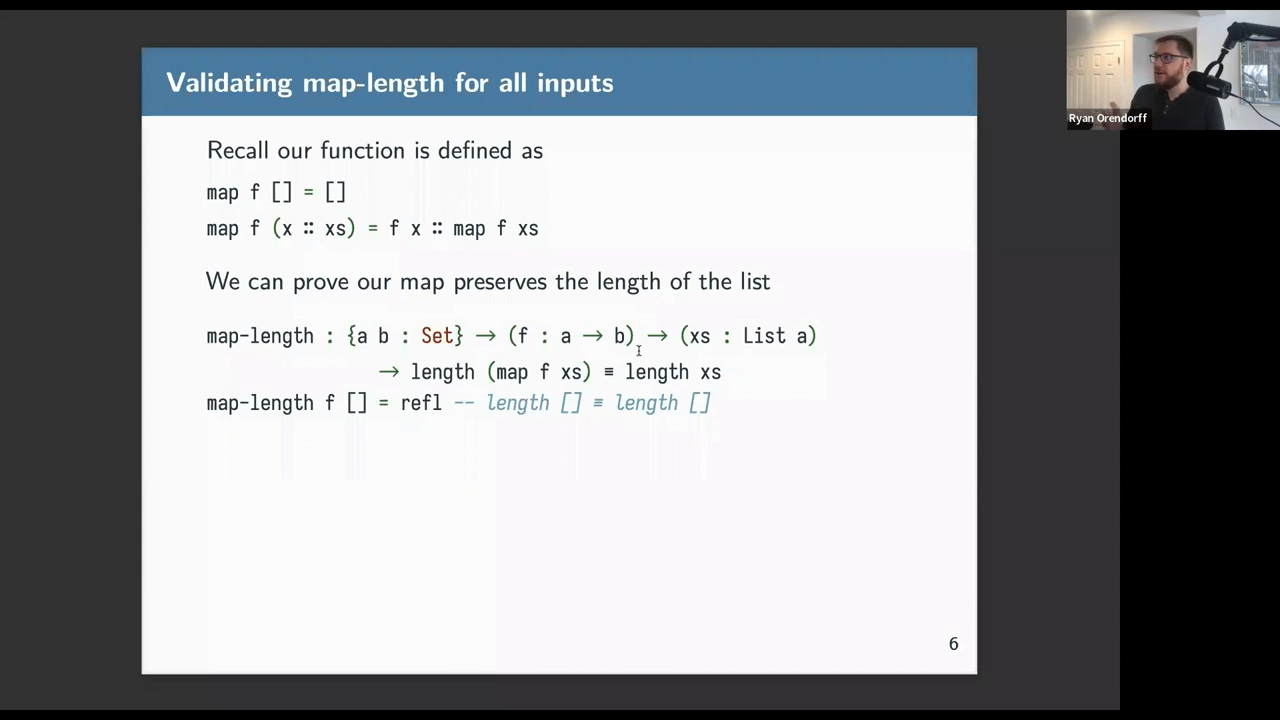 Validating map-length for all inputs
Ryan Orendorff
Recall our function is defined as
map f [] = []
map f (x ∷ xs) = f x ∷ map f xs
We can prove our map preserves the length of the list
map-length : {a b : Set} → (f : a → b) → (xs : List a)
→ length (map f xs) ≡ length xs
map-length f [] = refl -- length [] ≡ length []
6